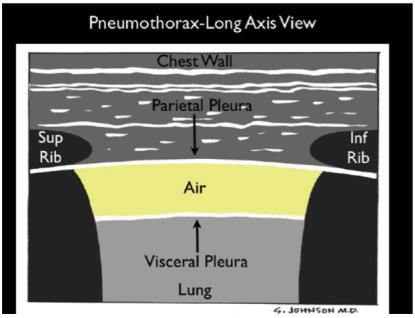 Pneumothorax-Long Axis View
Chest Wall
Parietal Pleura
Sup
Rib
Inf
Rib
Air
Visceral Pleura
Lung
G. JOHNSON M.D.